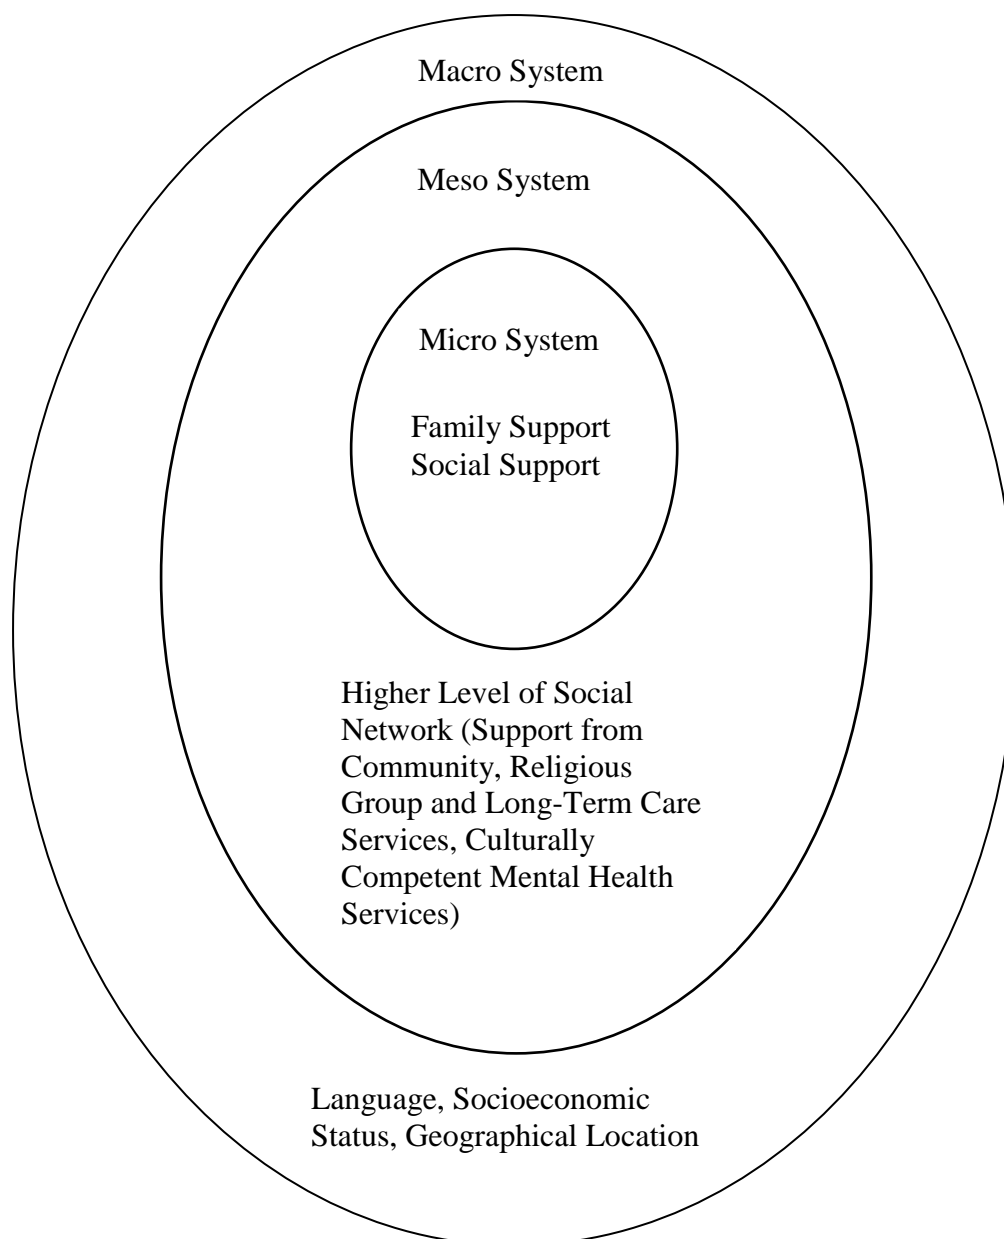 Macro System
Meso System
Micro System
Family Support
Social Support
Higher Level of Social
Network (Support from
Community, Religious
Group and Long-Term Care
Services, Culturally
Competent Mental Health
Services)
Language, Socioeconomic
Status, Geographical Location